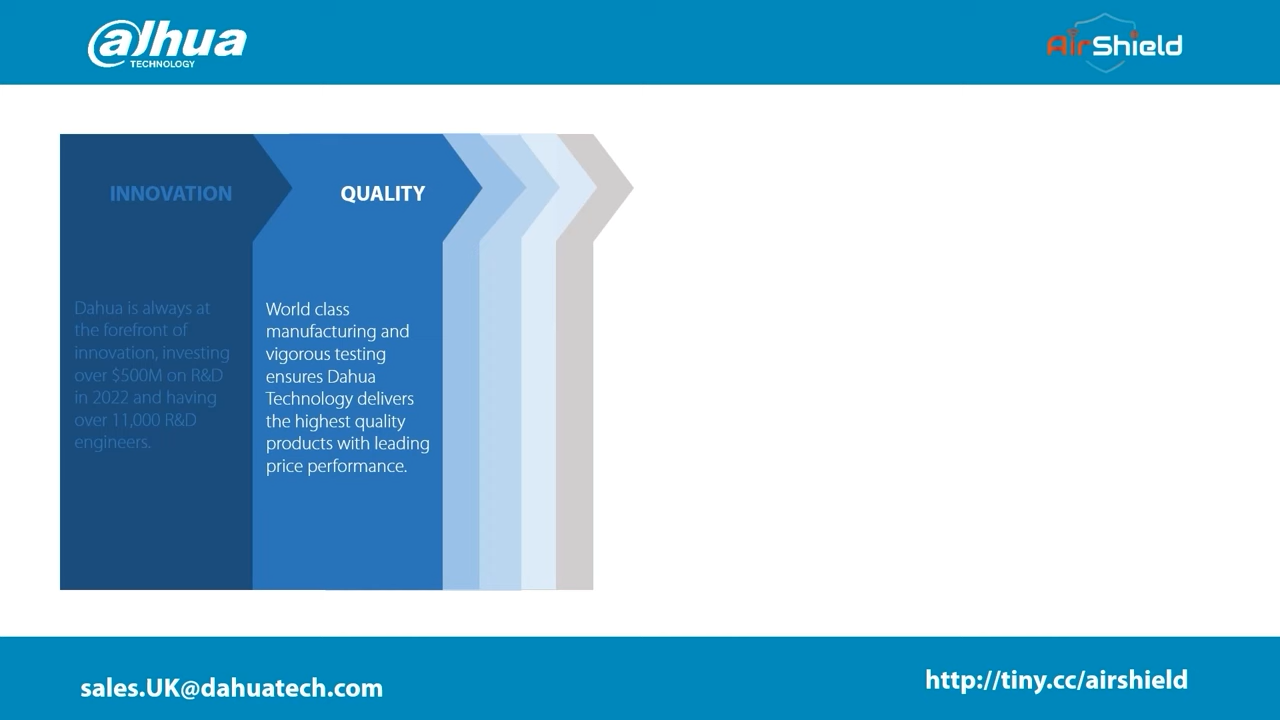 alhua
TECHNOLOGY
AirShield
INNOVATION
Dahua is always at
the forefront of
innovation, investing
over $500M on R&D
in 2022 and having
over 11,000 R&D
engineers.
QUALITY
World class
manufacturing and
vigorous testing
ensures Dahua
Technology delivers
the highest quality
products with leading
price performance.
sales.UK@dahuatech.com
http://tiny.cc/airshield